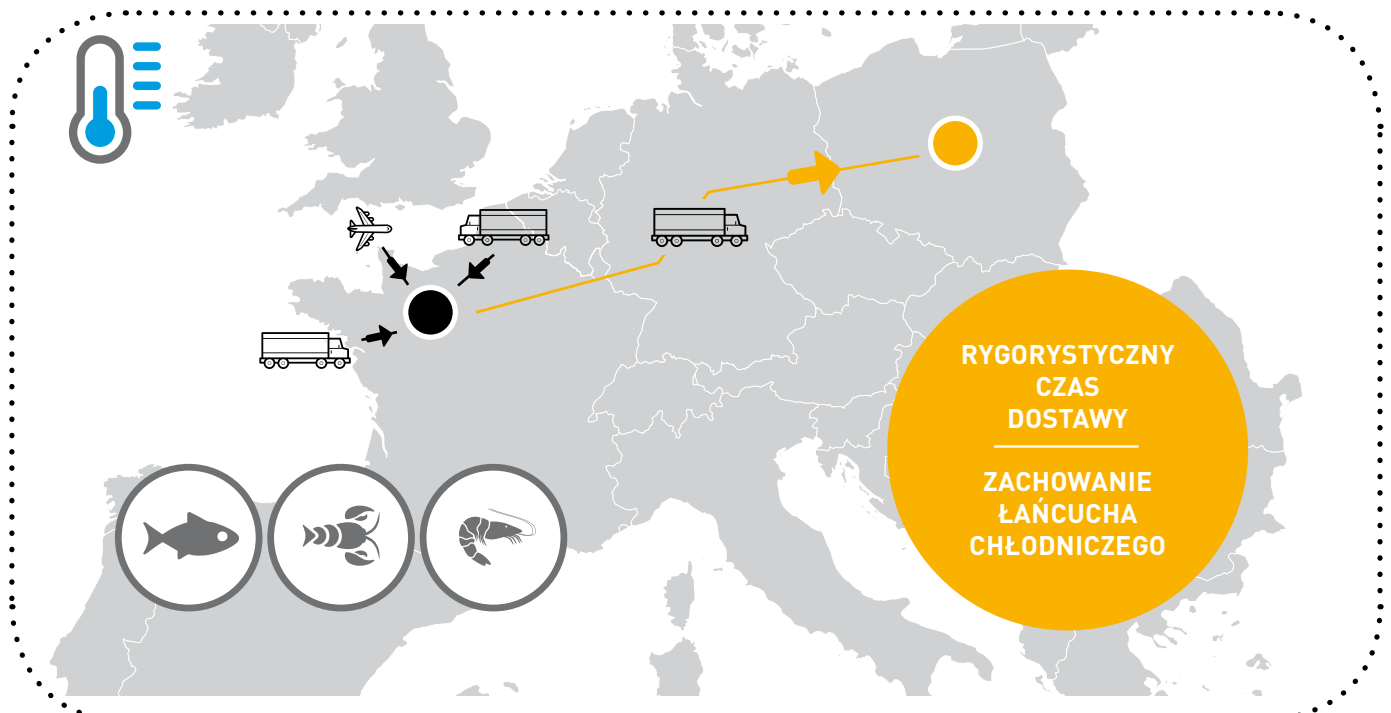 RYGORYSTYCZNY
CZAS
DOSTAWY
ZACHOWANIE
ŁAŃCUCHA
CHŁODNICZEGO